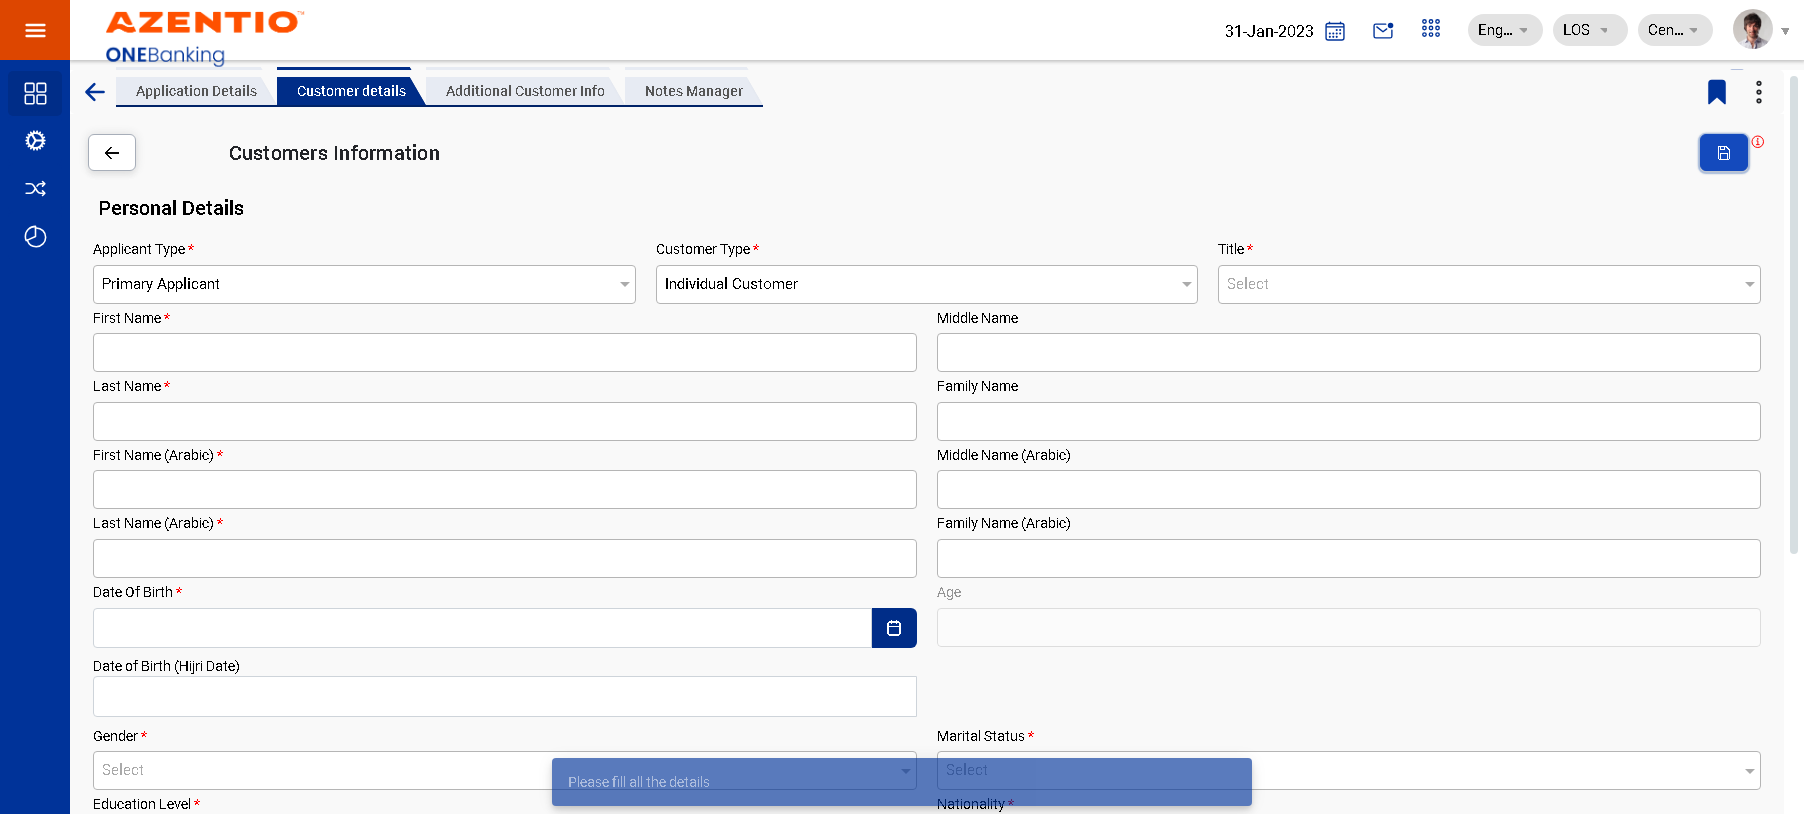 AZENTIO™
ONEBanking
31-Jan-2023
Eng...
LOS
Cen...
Application Details
Customer details
Additional Customer Info
Notes Manager
Customers Information
Personal Details
Applicant Type *
Customer Type *
Title *
Primary Applicant
Individual Customer
Select
First Name *
Middle Name
Last Name *
Family Name
First Name (Arabic) *
Middle Name (Arabic)
Last Name (Arabic) *
Family Name (Arabic)
Date Of Birth *
Age
Date of Birth (Hijri Date)
Gender *
Marital Status *
Select
Select
Please fill all the details
Education Level *
Nationality *